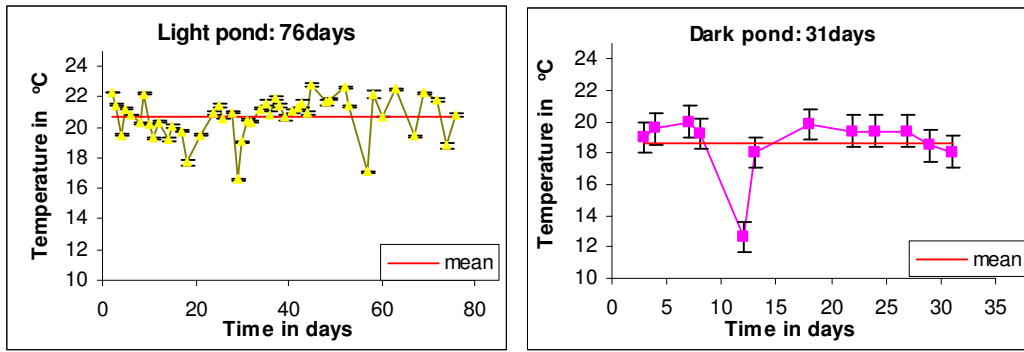 Light pond: 76days
Temperature in ºC
24
22
20
18
16
14
12
10
0 20 40 60 80
Time in days
mean
Dark pond: 31days
Temperature in ºC
24
22
20
18
16
14
12
10
0 5 10 15 20 25 30 35
Time in days
mean